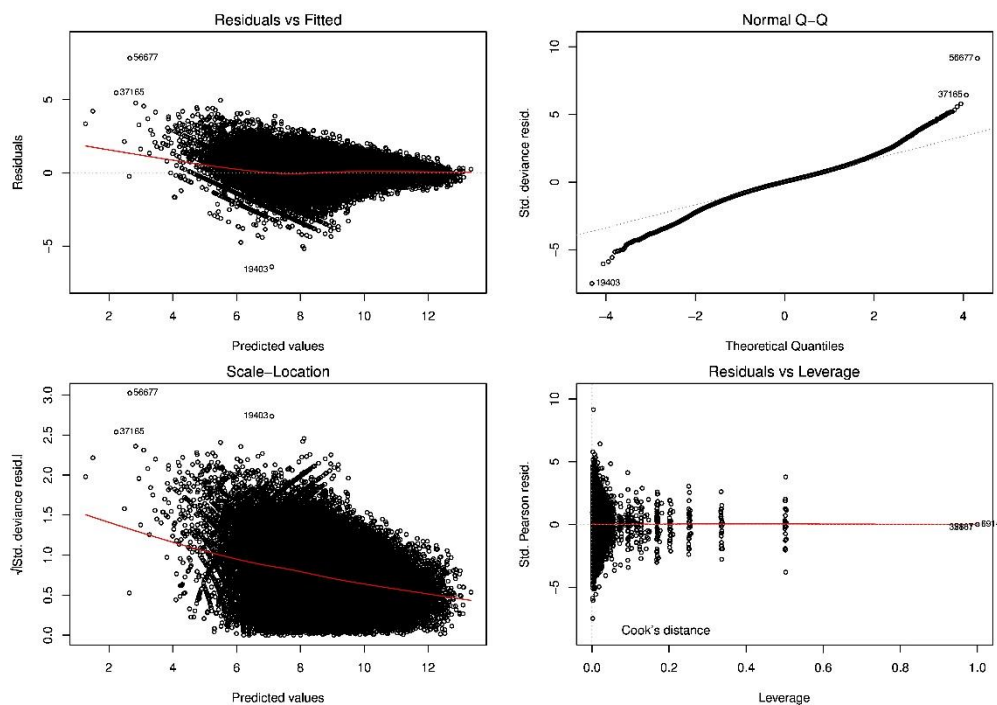 Residuals vs Fitted
56677
37165
19403
Residuals
5
0
−5
2 4 6 8 10 12
Predicted values
Normal Q−Q
56677
37165
19403
Std. deviance resid.
10
5
0
−5
−4 −2 0 2 4
Theoretical Quantiles
Scale−Location
56677
19403
37165
√|Std. deviance resid.|
3.0
2.5
2.0
1.5
1.0
0.5
0.0
2 4 6 8 10 12
Predicted values
Residuals vs Leverage
Std. Pearson resid.
10
5
0
−5
Cook's distance
0.0 0.2 0.4 0.6 0.8 1.0
Leverage